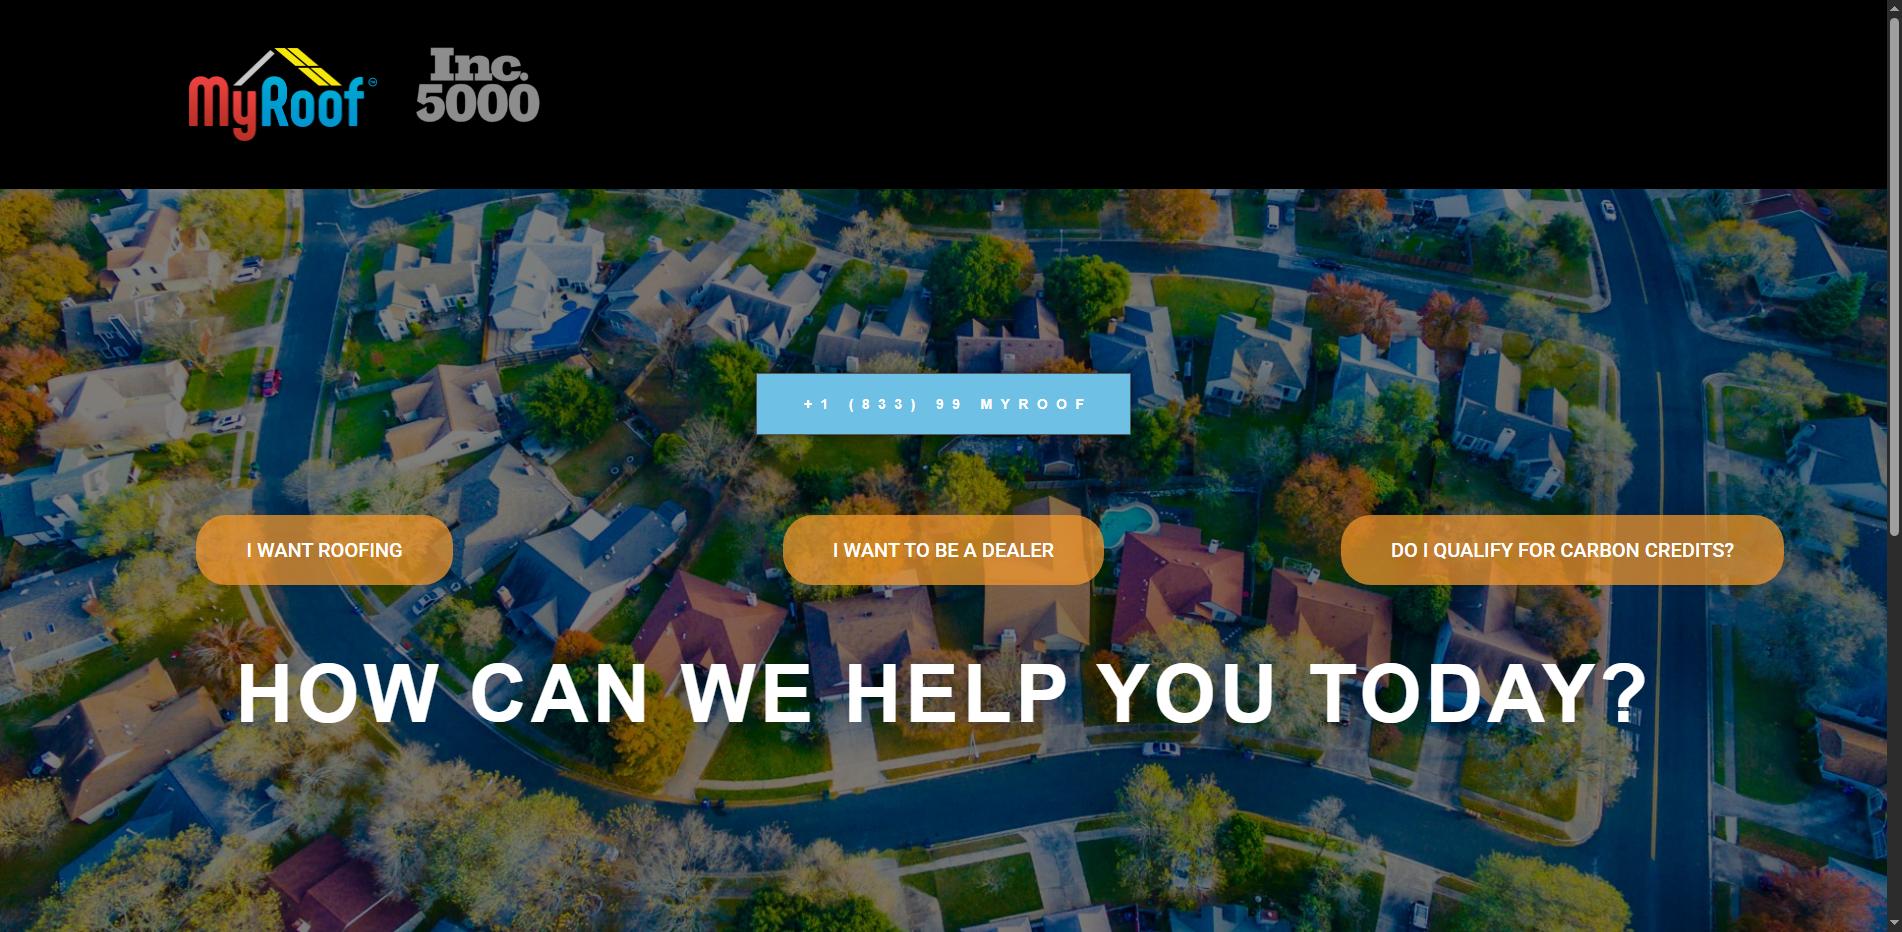 MyRoof
Inc.
5000
+1 (833) 99 MYROOF
I WANT ROOFING
I WANT TO BE A DEALER
DO I QUALIFY FOR CARBON CREDITS?
HOW CAN WE HELP YOU TODAY?